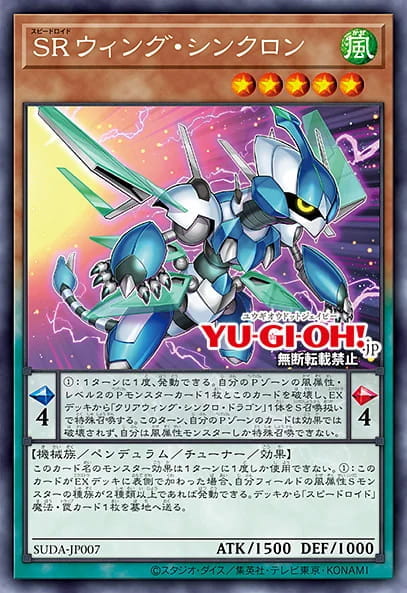 スピードロイド
SRウィング・シンクロン
風
ユウギオウドットジェイピー
YU-GI-OH!.jp
無断転載禁止
①:1ターンに1度、発動できる。自分のPゾーンの風属性・
レベル2のPモンスターカード1枚とこのカードを破壊し、EX
デッキから「クリアウィング・シンクロ・ドラゴン」1体をS召喚扱い
で特殊召喚する。このターン、自分のPゾーンのカードは効果では
破壊されず、自分は風属性モンスターしか特殊召喚できない。
4
4
【機械族/ペンデュラム/チューナー/効果】
このカード名のモンスター効果は1ターンに1度しか使用できない。①:この
カードがEXデッキに表側で加わった場合、自分フィールドの風属性Sモン
スターの種族が2種類以上であれば発動できる。デッキから「スピードロイド」
魔法・罠カード1枚を墓地へ送る。
SUDA-JP007
ATK/1500 DEF/1000
©スタジオ・ダイス/集英社・テレビ東京・KONAMI